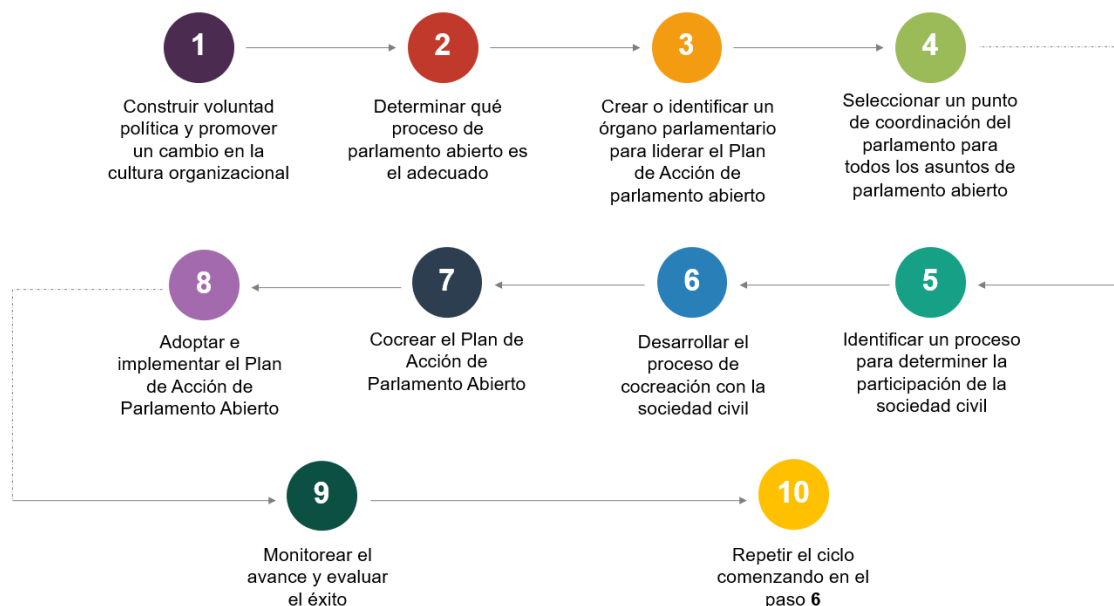 1
Construir voluntad
política y promover
un cambio en la
cultura organizacional
2
Determinar qué
proceso de
parlamento abierto es
el adecuado
3
Crear o identificar un
órgano parlamentario
para liderar el Plan
de Acción de
parlamento abierto
4
Seleccionar un punto
de coordinación del
parlamento para
todos los asuntos de
parlamento abierto
5
Identificar un proceso
para determiner la
participación de la
sociedad civil
6
Desarrollar el
proceso de
cocreación con la
sociedad civil
7
Cocrear el Plan de
Acción de
Parlamento Abierto
8
Adoptar e
implementar el Plan
de Acción de
Parlamento Abierto
9
Monitorear el
avance y evaluar
el éxito
10
Repetir el ciclo
comenzando en el
paso 6